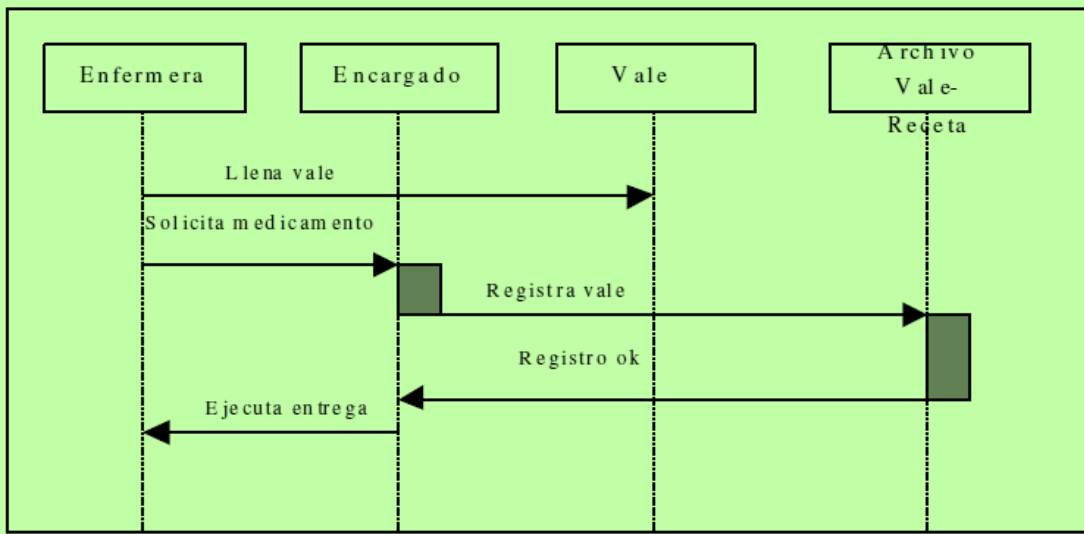 Enfermera
Encargado
Vale
Archivo
Vale-
Receta
Llena vale
Solicita medicamento
Registra vale
Registro ok
Ejecuta entrega